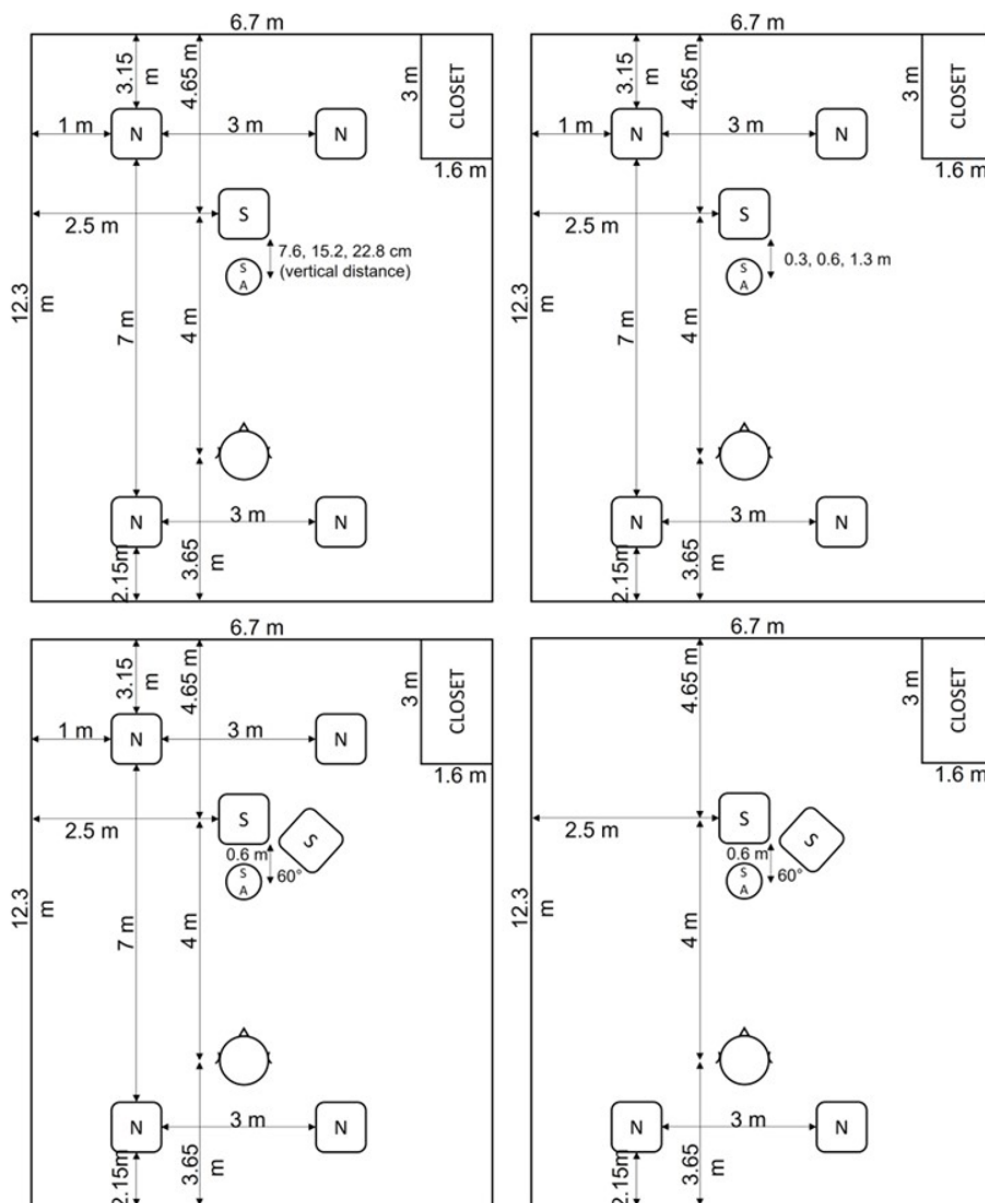 6.7 m
3.15 m
4.65 m
3 m
CLOSET
1 m
N
3 m
N
1.6 m
S
2.5 m
7.6, 15.2, 22.8 cm
(vertical distance)
S
A
12.3 m
7 m
4 m
N
3 m
N
2.15m
3.65 m
6.7 m
3.15 m
4.65 m
3 m
CLOSET
1 m
N
3 m
N
1.6 m
S
2.5 m
0.3, 0.6, 1.3 m
S
A
12.3 m
7 m
4 m
N
3 m
N
2.15m
3.65 m
6.7 m
3.15 m
4.65 m
3 m
CLOSET
1 m
N
3 m
N
1.6 m
S
S
2.5 m
0.6 m
S
A
60°
12.3 m
7 m
4 m
N
3 m
N
2.15m
3.65 m
6.7 m
4.65 m
3 m
CLOSET
1.6 m
S
S
2.5 m
0.6 m
S
A
60°
12.3 m
4 m
N
3 m
N
2.15m
3.65 m